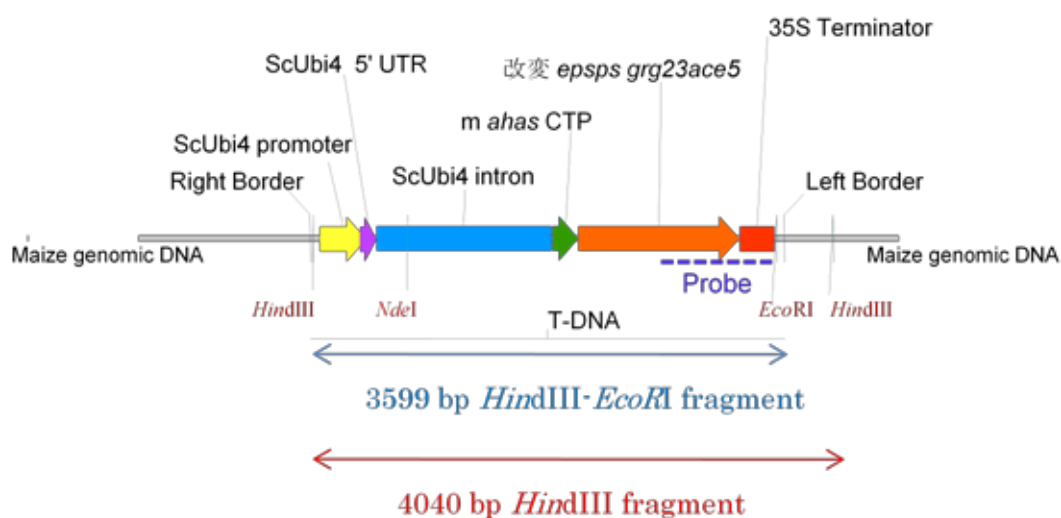 35S Terminator
ScUbi4 5' UTR
改変 epsps grg23ace5
m ahas CTP
ScUbi4 promoter
Right Border
ScUbi4 intron
Left Border
Maize genomic DNA
Maize genomic DNA
Probe
HindIII
NdeI
EcoRI
HindIII
T-DNA
3599 bp HindIII-EcoRI fragment
4040 bp HindIII fragment